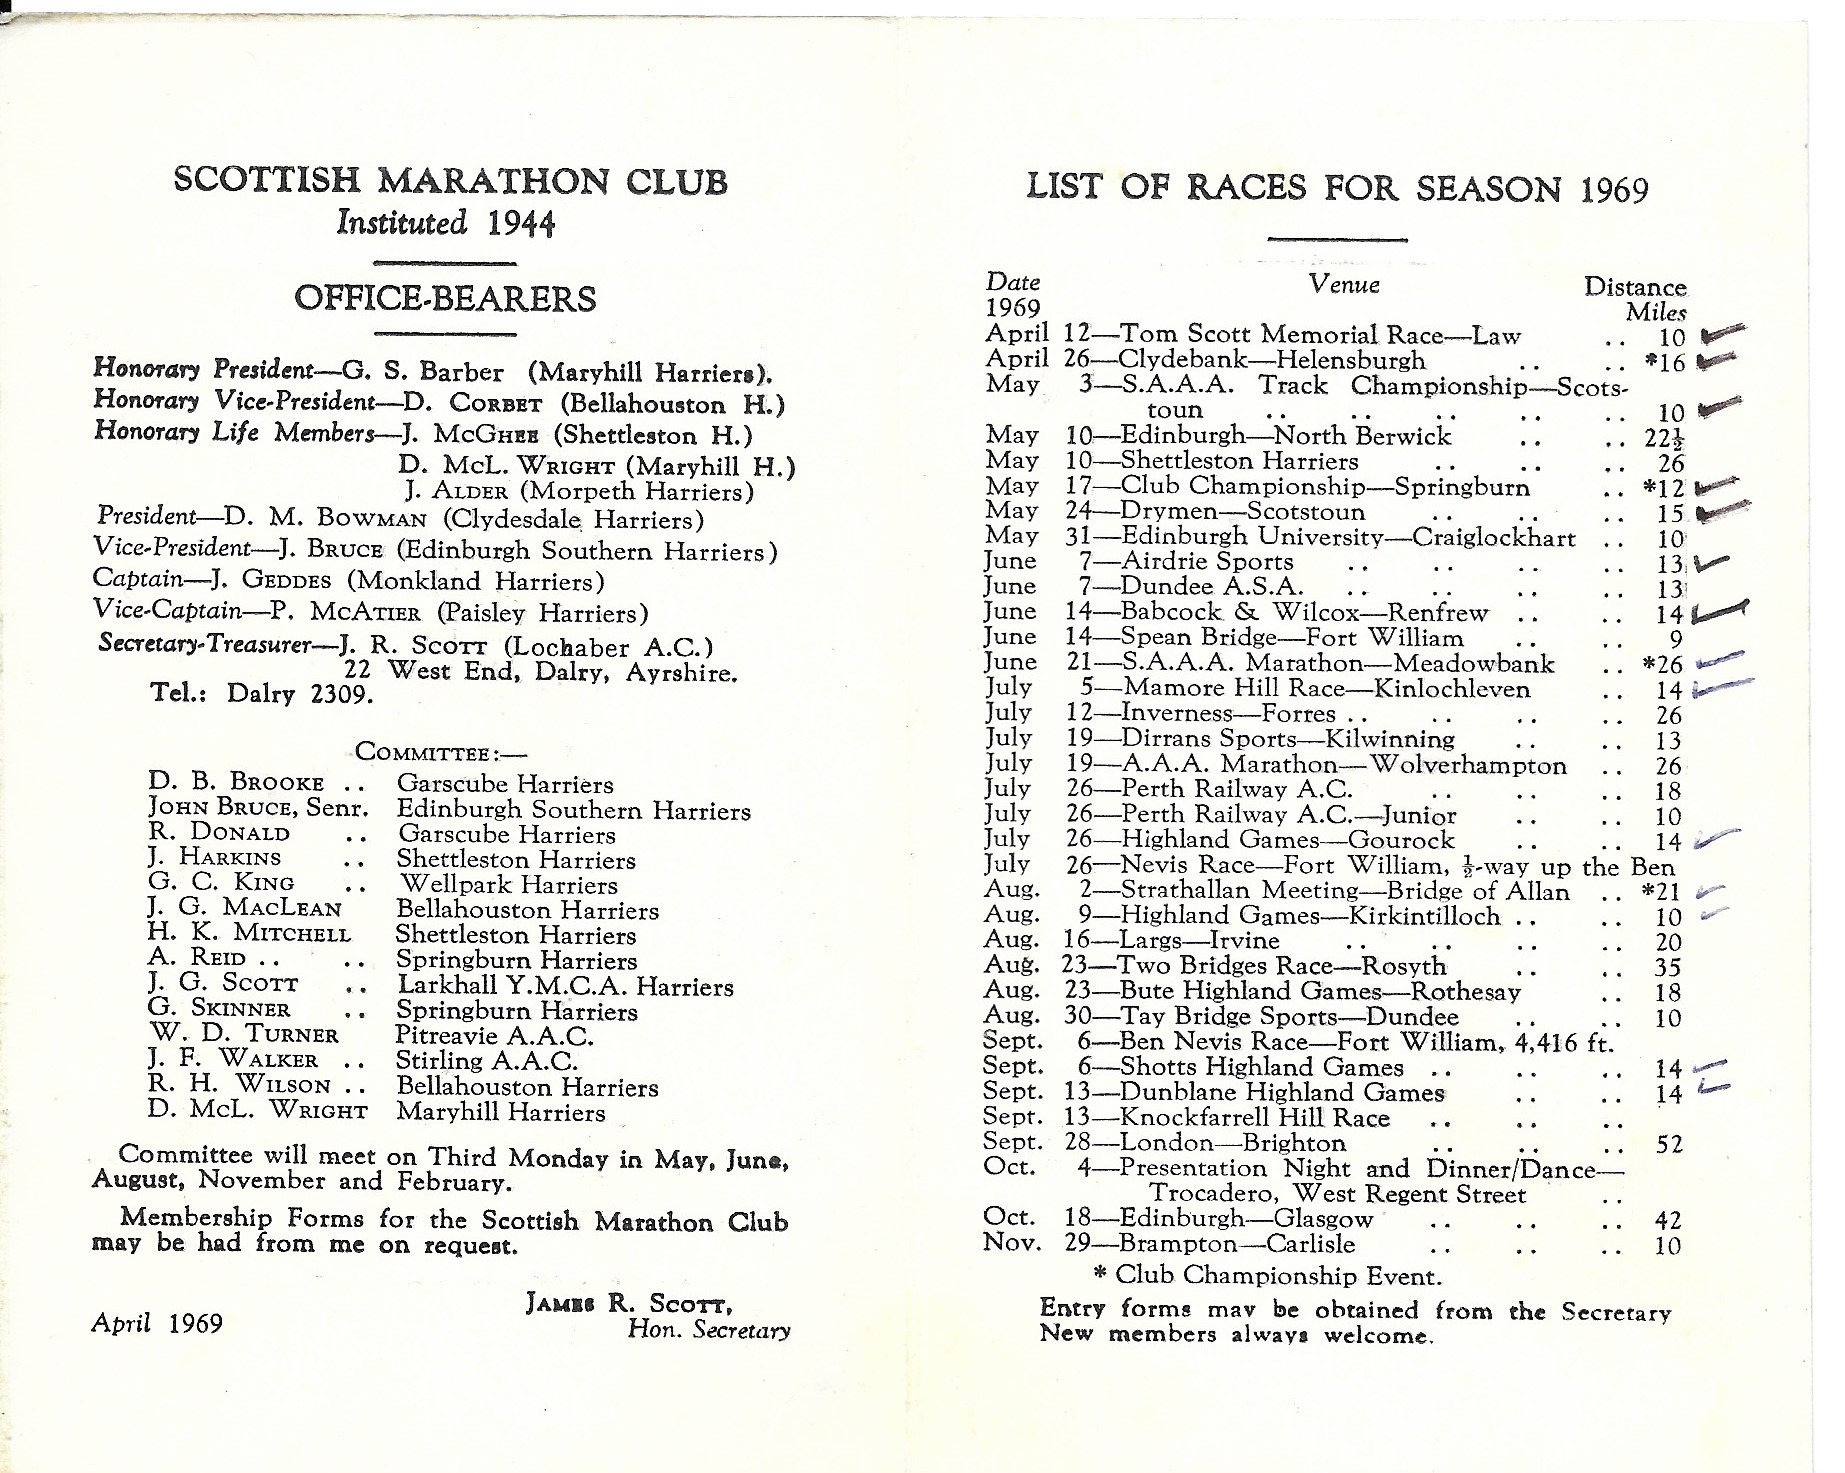 SCOTTISH MARATHON CLUB
Instituted 1944
OFFICE-BEARERS
Honorary President—G. S. Barber (Maryhill Harriers).
Honorary Vice-President—D. CORBET (Bellahouston H.)
Honorary Life Members—J. MCGHEE (Shettleston H.)
D. MCL. WRIGHT (Maryhill H.)
J. ALDER (Morpeth Harriers)
President—D. M. BOWMAN (Clydesdale Harriers)
Vice-President—J. BRUCE (Edinburgh Southern Harriers)
Captain—J. GEDDES (Monkland Harriers)
Vice-Captain—P. MCATIER (Paisley Harriers)
Secretary-Treasurer—J. R. SCOTT (Lochaber A.C.)
22 West End, Dalry, Ayrshire.
Tel.: Dalry 2309.
COMMITTEE:—
D. B. BROOKE .. Garscube Harriers
JOHN BRUCE, Senr. Edinburgh Southern Harriers
R. DONALD .. Garscube Harriers
J. HARKINS .. Shettleston Harriers
G. C. KING .. Wellpark Harriers
J. G. MACLEAN Bellahouston Harriers
H. K. MITCHELL Shettleston Harriers
A. REID .. .. Springburn Harriers
J. G. SCOTT .. Larkhall Y.M.C.A. Harriers
G. SKINNER .. Springburn Harriers
W. D. TURNER Pitreavie A.A.C.
J. F. WALKER .. Stirling A.A.C.
R. H. WILSON .. Bellahouston Harriers
D. MCL. WRIGHT Maryhill Harriers
Committee will meet on Third Monday in May, June,
August, November and February.
Membership Forms for the Scottish Marathon Club
may be had from me on request.
JAMES R. SCOTT,
April 1969 Hon. Secretary
LIST OF RACES FOR SEASON 1969
Date Venue Distance
1969 Miles
April 12—Tom Scott Memorial Race—Law .. 10
April 26—Clydebank—Helensburgh .. .. *16
May 3—S.A.A.A. Track Championship—Scots-
toun .. .. .. .. .. 10
May 10—Edinburgh—North Berwick .. .. 22½
May 10—Shettleston Harriers .. .. .. 26
May 17—Club Championship—Springburn .. *12
May 24—Drymen—Scotstoun .. .. .. 15
May 31—Edinburgh University—Craiglockhart .. 10
June 7—Airdrie Sports .. .. .. .. 13
June 7—Dundee A.S.A. .. .. .. .. 13
June 14—Babcock & Wilcox—Renfrew .. .. 14
June 14—Spean Bridge—Fort William .. .. 9
June 21—S.A.A.A. Marathon—Meadowbank .. *26
July 5—Mamore Hill Race—Kinlochleven .. 14
July 12—Inverness—Forres .. .. .. .. 26
July 19—Dirrans Sports—Kilwinning .. .. 13
July 19—A.A.A. Marathon—Wolverhampton .. 26
July 26—Perth Railway A.C. .. .. .. 18
July 26—Perth Railway A.C.—Junior .. .. 10
July 26—Highland Games—Gourock .. .. 14
July 26—Nevis Race—Fort William, ½-way up the Ben
Aug. 2—Strathallan Meeting—Bridge of Allan .. *21
Aug. 9—Highland Games—Kirkintilloch .. .. 10
Aug. 16—Largs—Irvine .. .. .. .. 20
Aug. 23—Two Bridges Race—Rosyth .. .. 35
Aug. 23—Bute Highland Games—Rothesay .. 18
Aug. 30—Tay Bridge Sports—Dundee .. .. 10
Sept. 6—Ben Nevis Race—Fort William, 4,416 ft.
Sept. 6—Shotts Highland Games .. .. .. 14
Sept. 13—Dunblane Highland Games .. .. 14
Sept. 13—Knockfarrell Hill Race .. .. ..
Sept. 28—London—Brighton .. .. .. 52
Oct. 4—Presentation Night and Dinner/Dance—
Trocadero, West Regent Street ..
Oct. 18—Edinburgh—Glasgow .. .. .. 42
Nov. 29—Brampton—Carlisle .. .. .. 10
* Club Championship Event.
Entry forms may be obtained from the Secretary
New members always welcome.